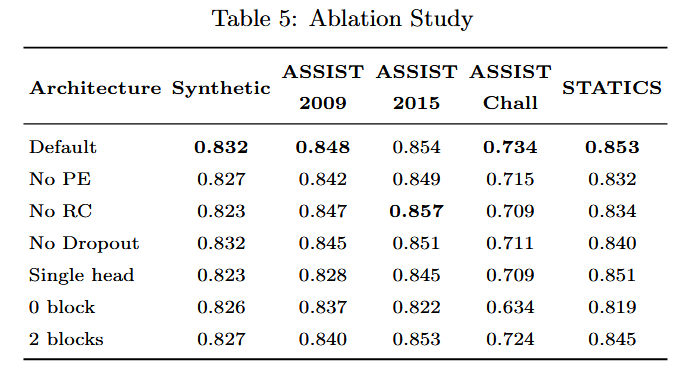 Table 5: Ablation Study
Architecture Synthetic ASSIST 2009 ASSIST 2015 ASSIST Chall STATICS
Default 0.832 0.848 0.854 0.734 0.853
No PE 0.827 0.842 0.849 0.715 0.832
No RC 0.823 0.847 0.857 0.709 0.834
No Dropout 0.832 0.845 0.851 0.711 0.840
Single head 0.823 0.828 0.845 0.709 0.851
0 block 0.826 0.837 0.822 0.634 0.819
2 blocks 0.827 0.840 0.853 0.724 0.845